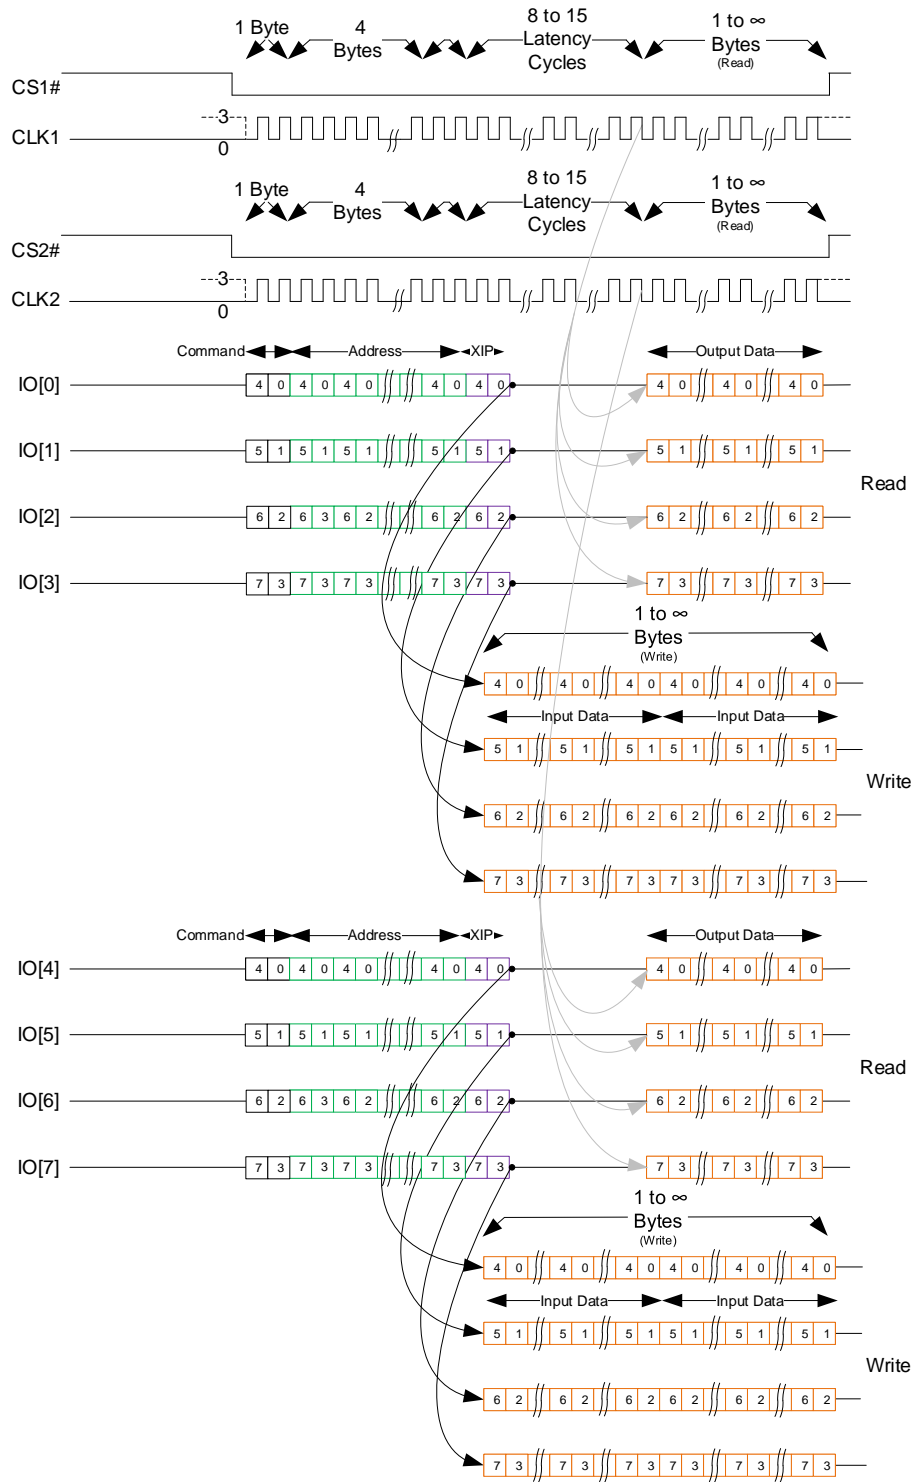 1 Byte 4 Bytes 8 to 15 Latency Cycles 1 to ∞ Bytes (Read)
CS1#
3
CLK1
0
1 Byte 4 Bytes 8 to 15 Latency Cycles 1 to ∞ Bytes (Read)
CS2#
3
CLK2
0
Command Address XIP Output Data
IO[0] 4 0 4 0 4 0 4 0 4 0 4 0 4 0 4 0
IO[1] 5 1 5 1 5 1 5 1 5 1 5 1 5 1 5 1
Read
IO[2] 6 2 6 3 6 2 6 2 6 2 6 2 6 2 6 2
IO[3] 7 3 7 3 7 3 7 3 7 3 7 3 7 3 7 3
1 to ∞
Bytes
(Write)
4 0 4 0 4 0 4 0 4 0 4 0
Input Data Input Data
5 1 5 1 5 1 5 1 5 1 5 1
Write
6 2 6 2 6 2 6 2 6 2 6 2
7 3 7 3 7 3 7 3 7 3 7 3
Command Address XIP Output Data
IO[4] 4 0 4 0 4 0 4 0 4 0 4 0 4 0 4 0
IO[5] 5 1 5 1 5 1 5 1 5 1 5 1 5 1 5 1
Read
IO[6] 6 2 6 3 6 2 6 2 6 2 6 2 6 2 6 2
IO[7] 7 3 7 3 7 3 7 3 7 3 7 3 7 3 7 3
1 to ∞
Bytes
(Write)
4 0 4 0 4 0 4 0 4 0 4 0
Input Data Input Data
5 1 5 1 5 1 5 1 5 1 5 1
Write
6 2 6 2 6 2 6 2 6 2 6 2
7 3 7 3 7 3 7 3 7 3 7 3